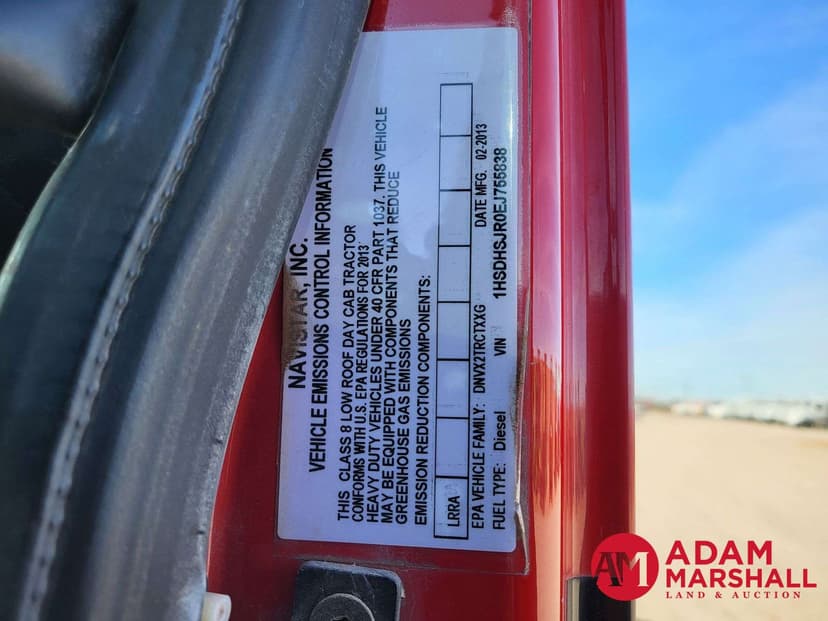 NAVISTAR, INC.
VEHICLE EMISSIONS CONTROL INFORMATION
THIS CLASS 8 LOW ROOF DAY CAB TRACTOR
CONFORMS WITH U.S. EPA REGULATIONS FOR 2013
HEAVY DUTY VEHICLES UNDER 40 CFR PART 1037. THIS VEHICLE
MAY BE EQUIPPED WITH COMPONENTS THAT REDUCE
GREENHOUSE GAS EMISSIONS
EMISSION REDUCTION COMPONENTS:
LRRA
EPA VEHICLE FAMILY: DNVX2TRCTXXG DATE MFG. 02-2013
FUEL TYPE: Diesel VIN 1HSDHSJR0EJ756838
AM
ADAM
MARSHALL
LAND & AUCTION